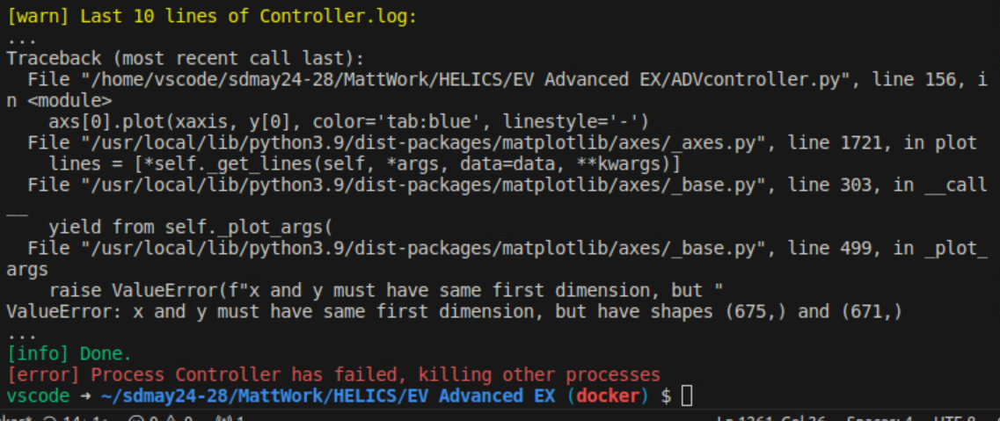 [warn] Last 10 lines of Controller.log:
...
Traceback (most recent call last):
  File "/home/vscode/sdmay24-28/MattWork/HELICS/EV Advanced EX/ADVcontroller.py", line 156, i
n <module>
    axs[0].plot(xaxis, y[0], color='tab:blue', linestyle='-')
  File "/usr/local/lib/python3.9/dist-packages/matplotlib/axes/_axes.py", line 1721, in plot
    lines = [*self._get_lines(self, *args, data=data, **kwargs)]
  File "/usr/local/lib/python3.9/dist-packages/matplotlib/axes/_base.py", line 303, in __call
__
    yield from self._plot_args(
  File "/usr/local/lib/python3.9/dist-packages/matplotlib/axes/_base.py", line 499, in _plot_
args
    raise ValueError(f"x and y must have same first dimension, but "
ValueError: x and y must have same first dimension, but have shapes (675,) and (671,)
...
[info] Done.
[error] Process Controller has failed, killing other processes
vscode → ~/sdmay24-28/MattWork/HELICS/EV Advanced EX (docker) $